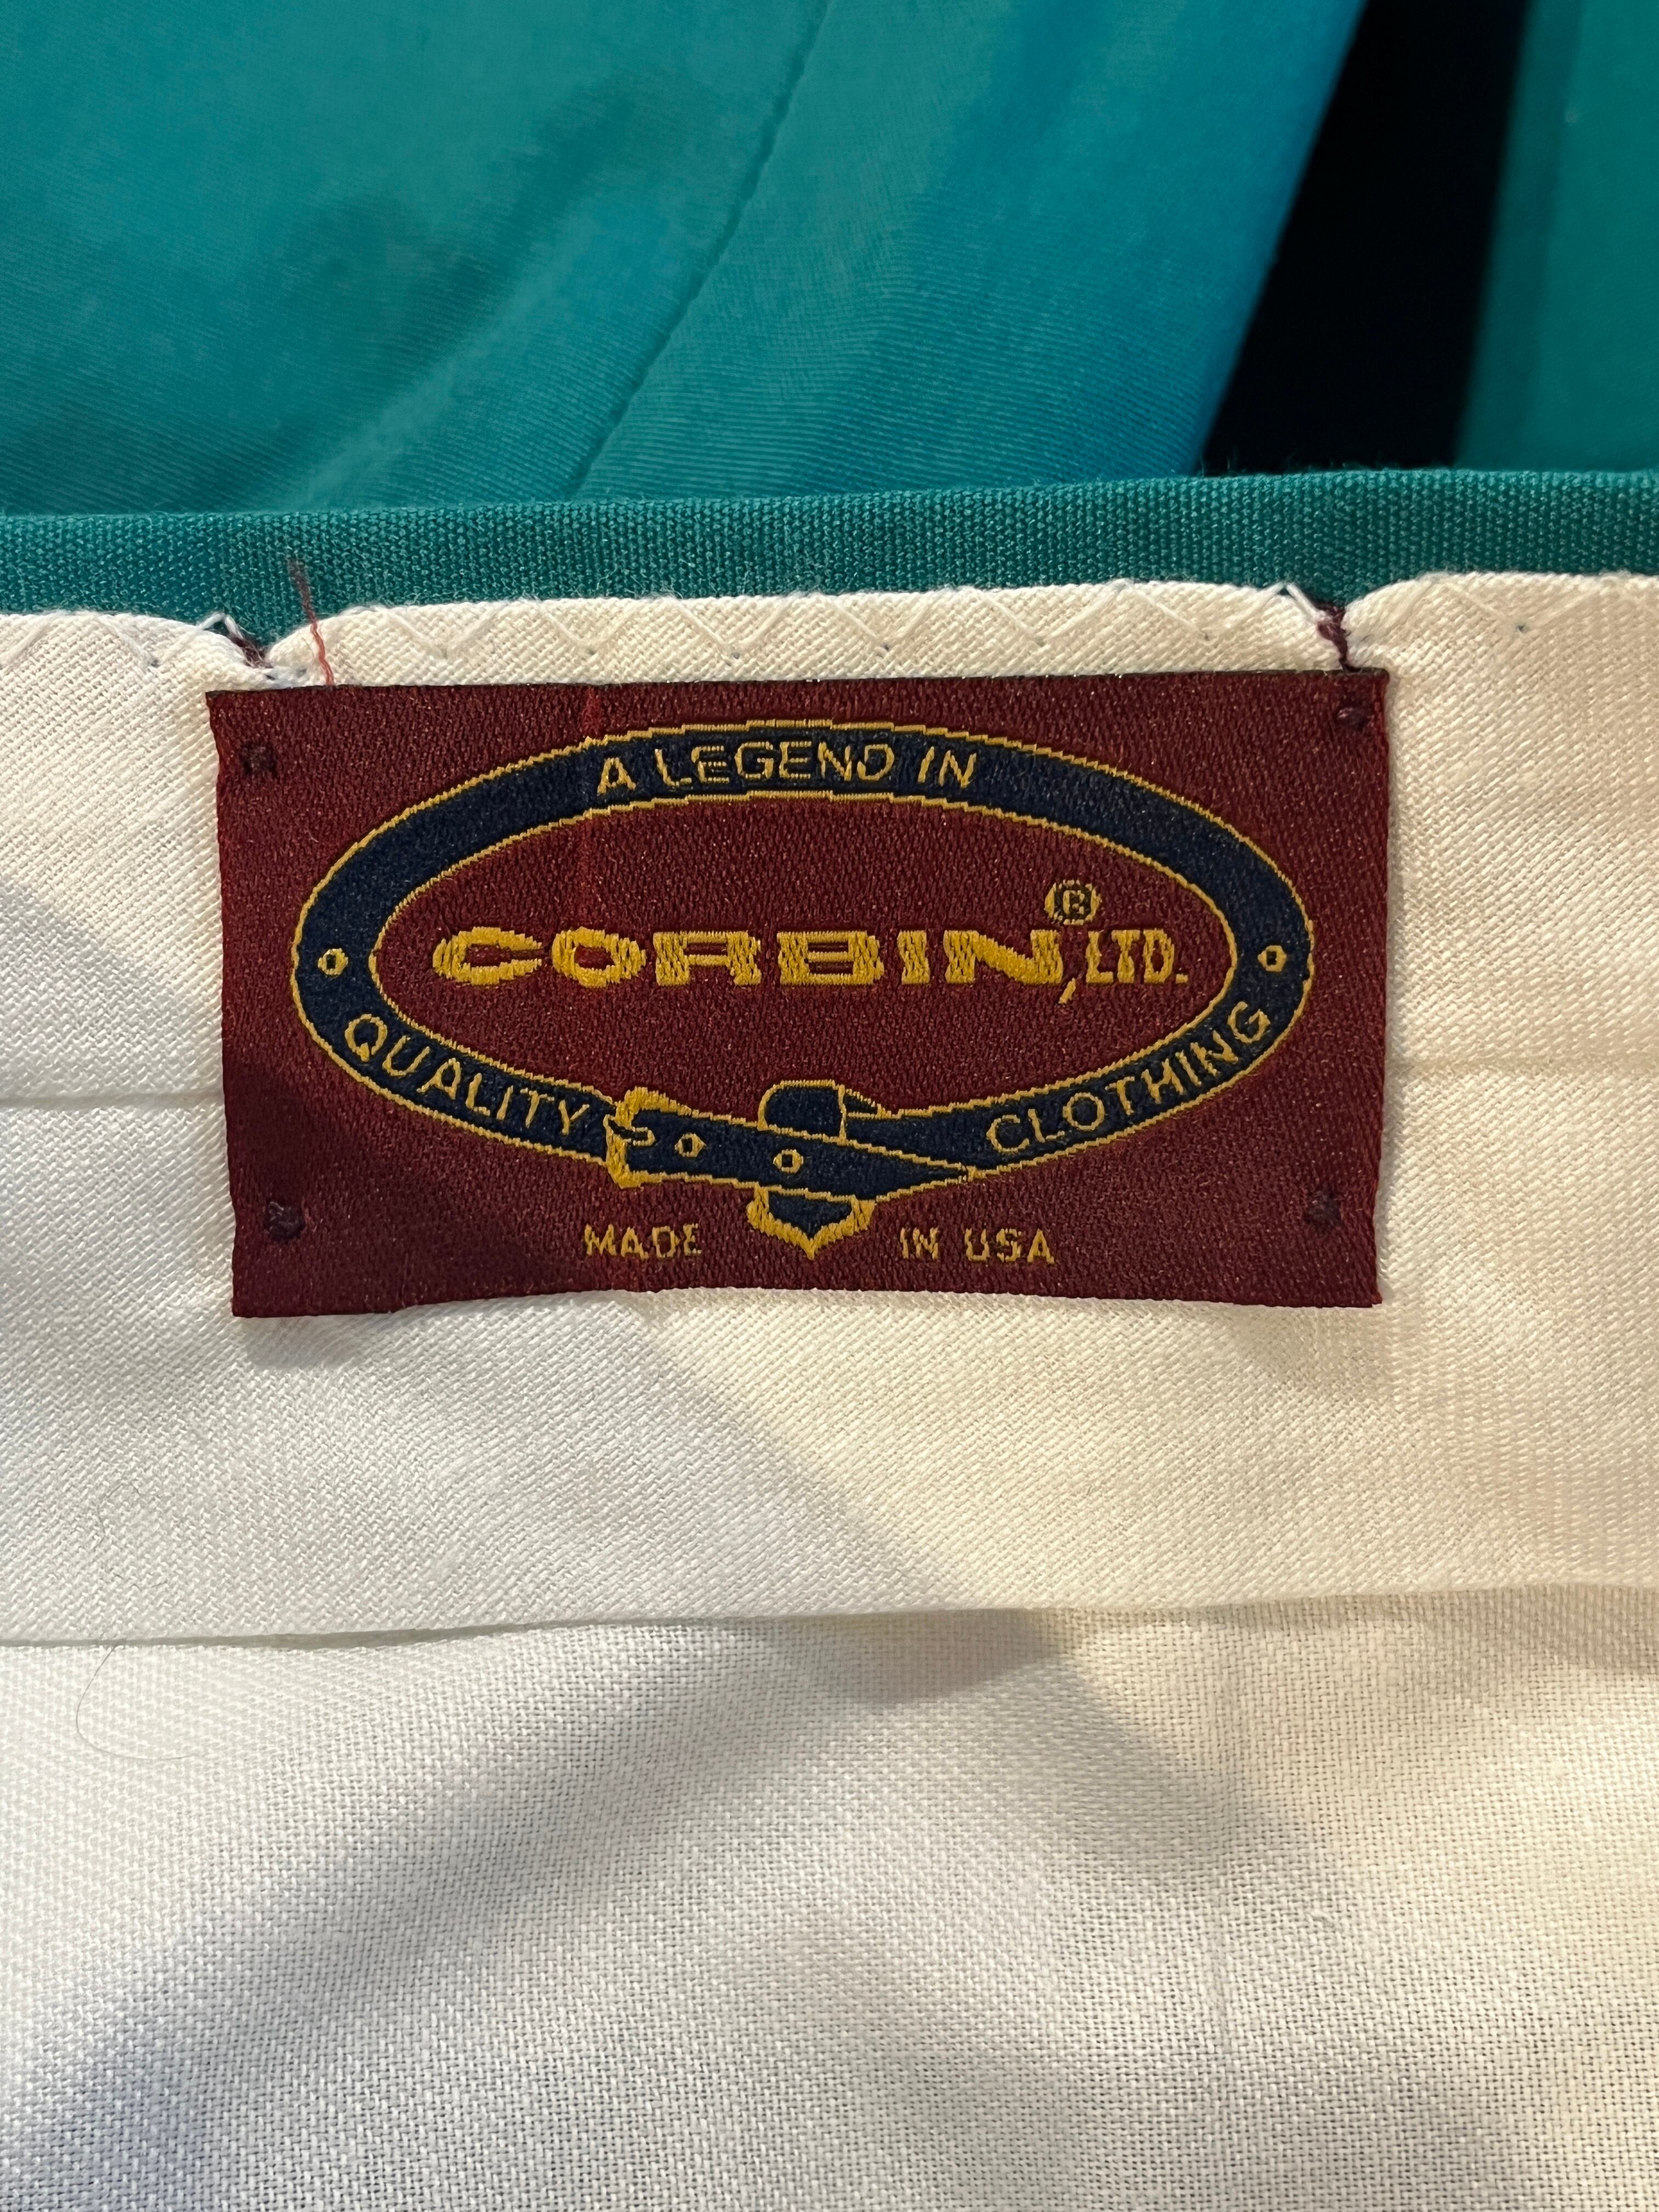 A LEGEND IN
CORBIN®, LTD.
QUALITY CLOTHING
MADE IN USA